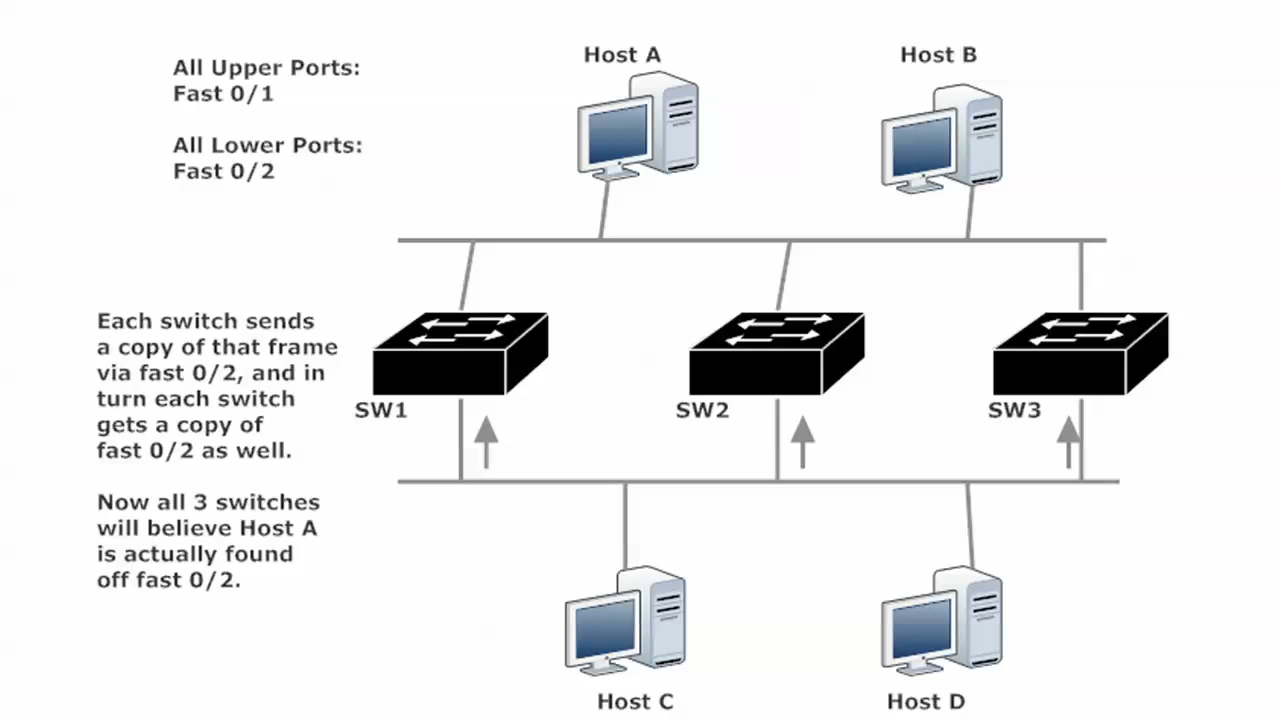 Host A
Host B
All Upper Ports:
Fast 0/1
All Lower Ports:
Fast 0/2
Each switch sends
a copy of that frame
via fast 0/2, and in
turn each switch
gets a copy of
fast 0/2 as well.
Now all 3 switches
will believe Host A
is actually found
off fast 0/2.
SW1
SW2
SW3
Host C
Host D